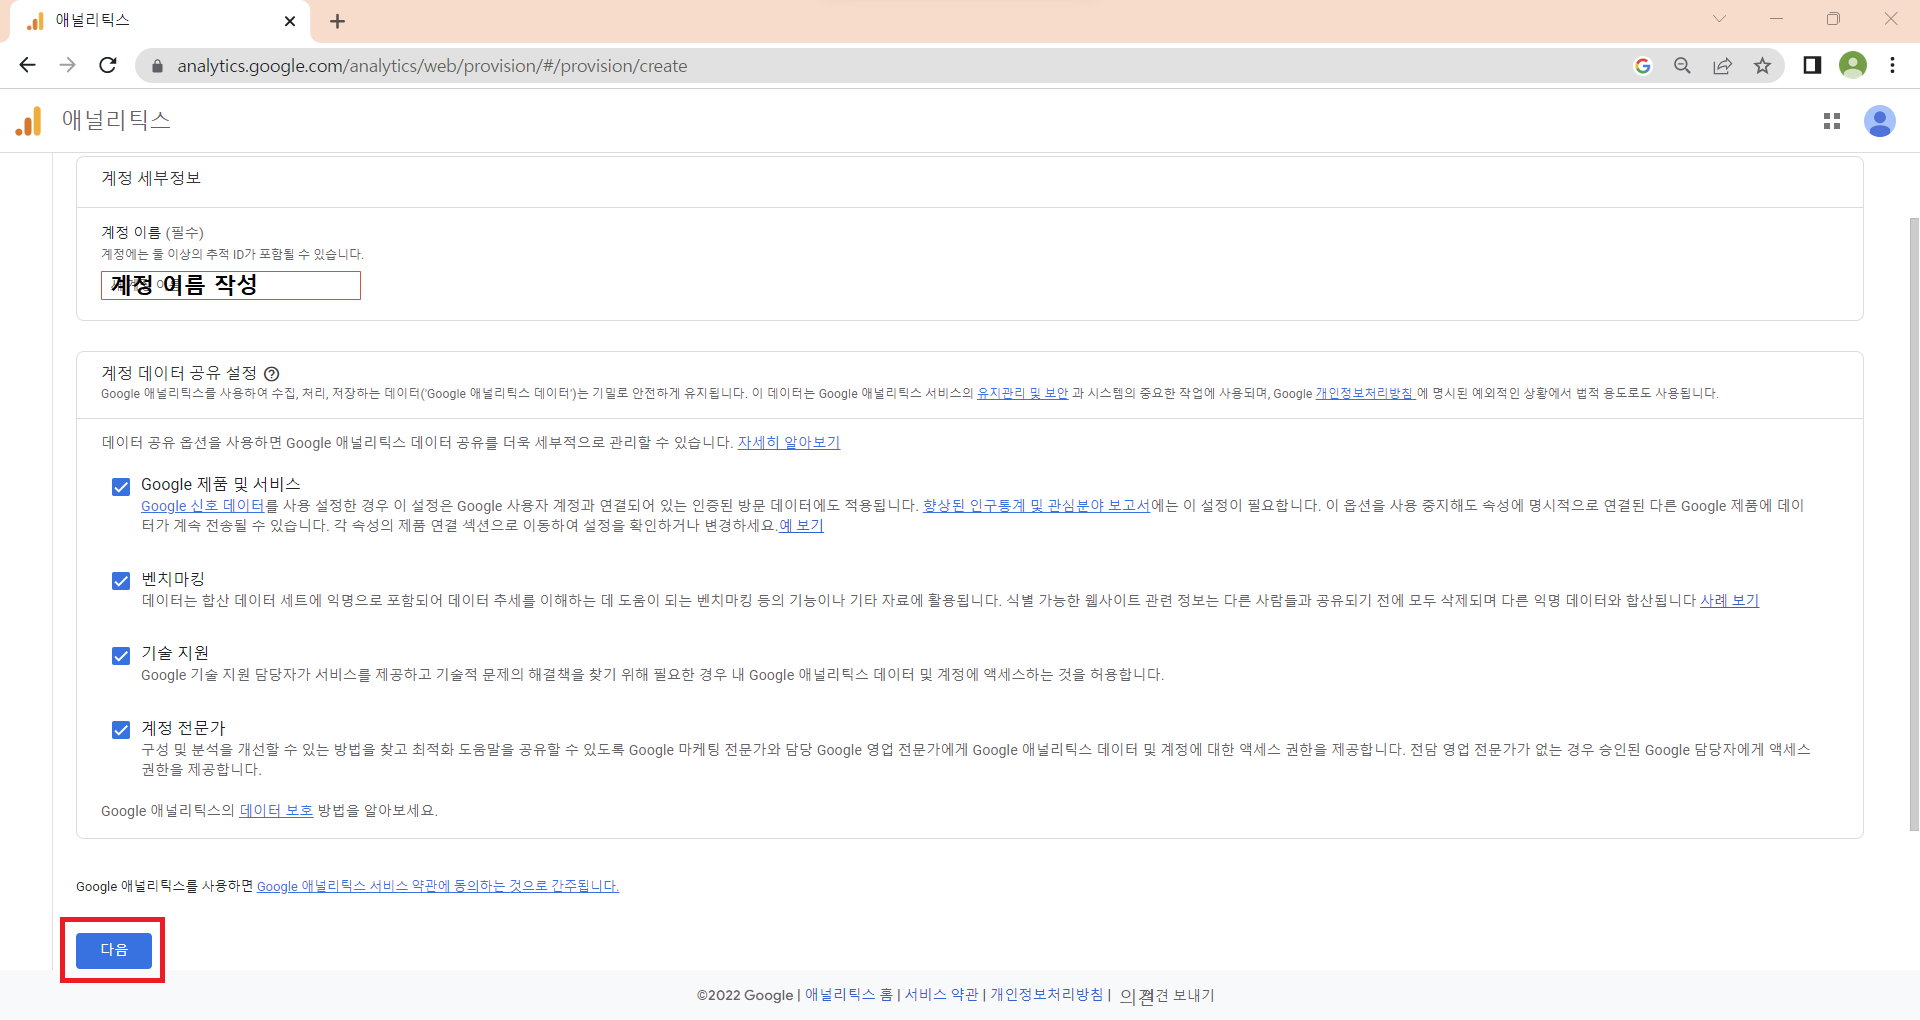 애널리틱스
analytics.google.com/analytics/web/provision/#/provision/create
애널리틱스
계정 세부정보
계정 이름 (필수)
계정에는 둘 이상의 추적 ID가 포함될 수 있습니다.
계정 이름 작성
계정 데이터 공유 설정
Google 애널리틱스를 사용하여 수집, 처리, 저장하는 데이터('Google 애널리틱스 데이터')는 기밀로 안전하게 유지됩니다. 이 데이터는 Google 애널리틱스 서비스의 유지관리 및 보안 과 시스템의 중요한 작업에 사용되며, Google 개인정보처리방침 에 명시된 예외적인 상황에서 법적 용도로도 사용됩니다.
데이터 공유 옵션을 사용하면 Google 애널리틱스 데이터 공유를 더욱 세부적으로 관리할 수 있습니다. 자세히 알아보기
Google 제품 및 서비스
Google 신호 데이터를 사용 설정한 경우 이 설정은 Google 사용자 계정과 연결되어 있는 인증된 방문 데이터에도 적용됩니다. 향상된 인구통계 및 관심분야 보고서에는 이 설정이 필요합니다. 이 옵션을 사용 중지해도 속성에 명시적으로 연결된 다른 Google 제품에 데이
터가 계속 전송될 수 있습니다. 각 속성의 제품 연결 섹션으로 이동하여 설정을 확인하거나 변경하세요.예 보기
벤치마킹
데이터는 합산 데이터 세트에 익명으로 포함되어 데이터 추세를 이해하는 데 도움이 되는 벤치마킹 등의 기능이나 기타 자료에 활용됩니다. 식별 가능한 웹사이트 관련 정보는 다른 사람들과 공유되기 전에 모두 삭제되며 다른 익명 데이터와 합산됩니다 사례 보기
기술 지원
Google 기술 지원 담당자가 서비스를 제공하고 기술적 문제의 해결책을 찾기 위해 필요한 경우 내 Google 애널리틱스 데이터 및 계정에 액세스하는 것을 허용합니다.
계정 전문가
구성 및 분석을 개선할 수 있는 방법을 찾고 최적화 도움말을 공유할 수 있도록 Google 마케팅 전문가와 담당 Google 영업 전문가에게 Google 애널리틱스 데이터 및 계정에 대한 액세스 권한을 제공합니다. 전담 영업 전문가가 없는 경우 승인된 Google 담당자에게 액세스
권한을 제공합니다.
Google 애널리틱스의 데이터 보호 방법을 알아보세요.
Google 애널리틱스를 사용하면 Google 애널리틱스 서비스 약관에 동의하는 것으로 간주됩니다.
다음
©2022 Google | 애널리틱스 홈 | 서비스 약관 | 개인정보처리방침 | 의견 보내기